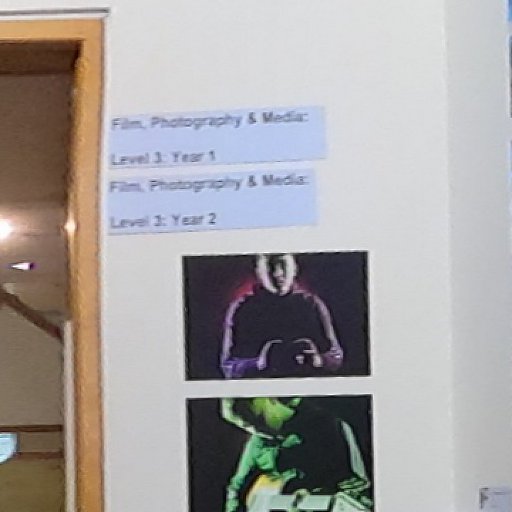 Film, Photography & Media:
Level 3: Year 1
Film, Photography & Media:
Level 3: Year 2